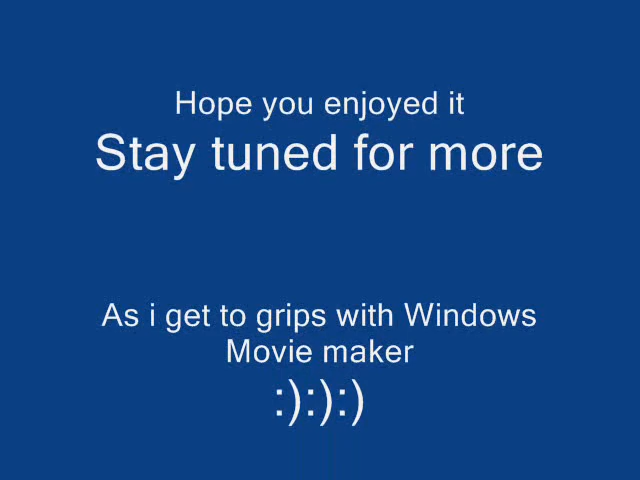 Hope you enjoyed it
Stay tuned for more
As i get to grips with Windows
Movie maker
:):):)